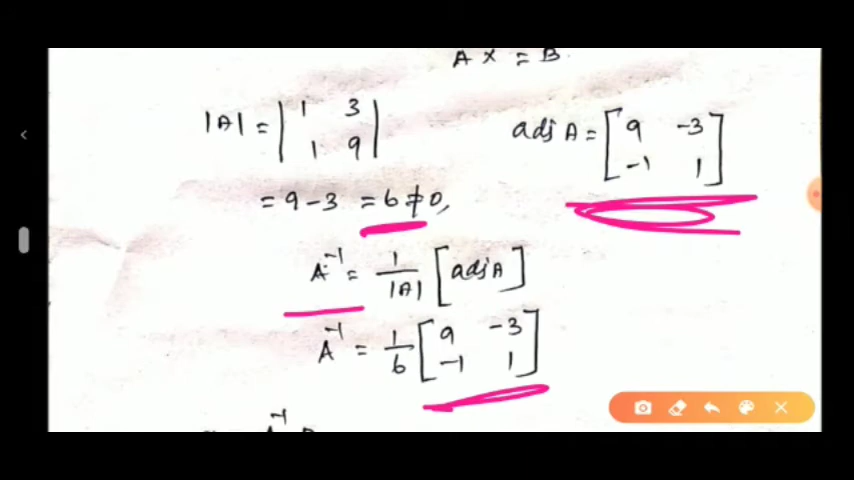 A X = B
|A| = | 1 3 | adj A = [ 9 -3 ]
| 1 9 | [ -1 1 ]
= 9-3 = 6 ≠ 0,
A⁻¹ = 1/|A| [adj A]
A⁻¹ = 1/6 [ 9 -3 ]
[ -1 1 ]